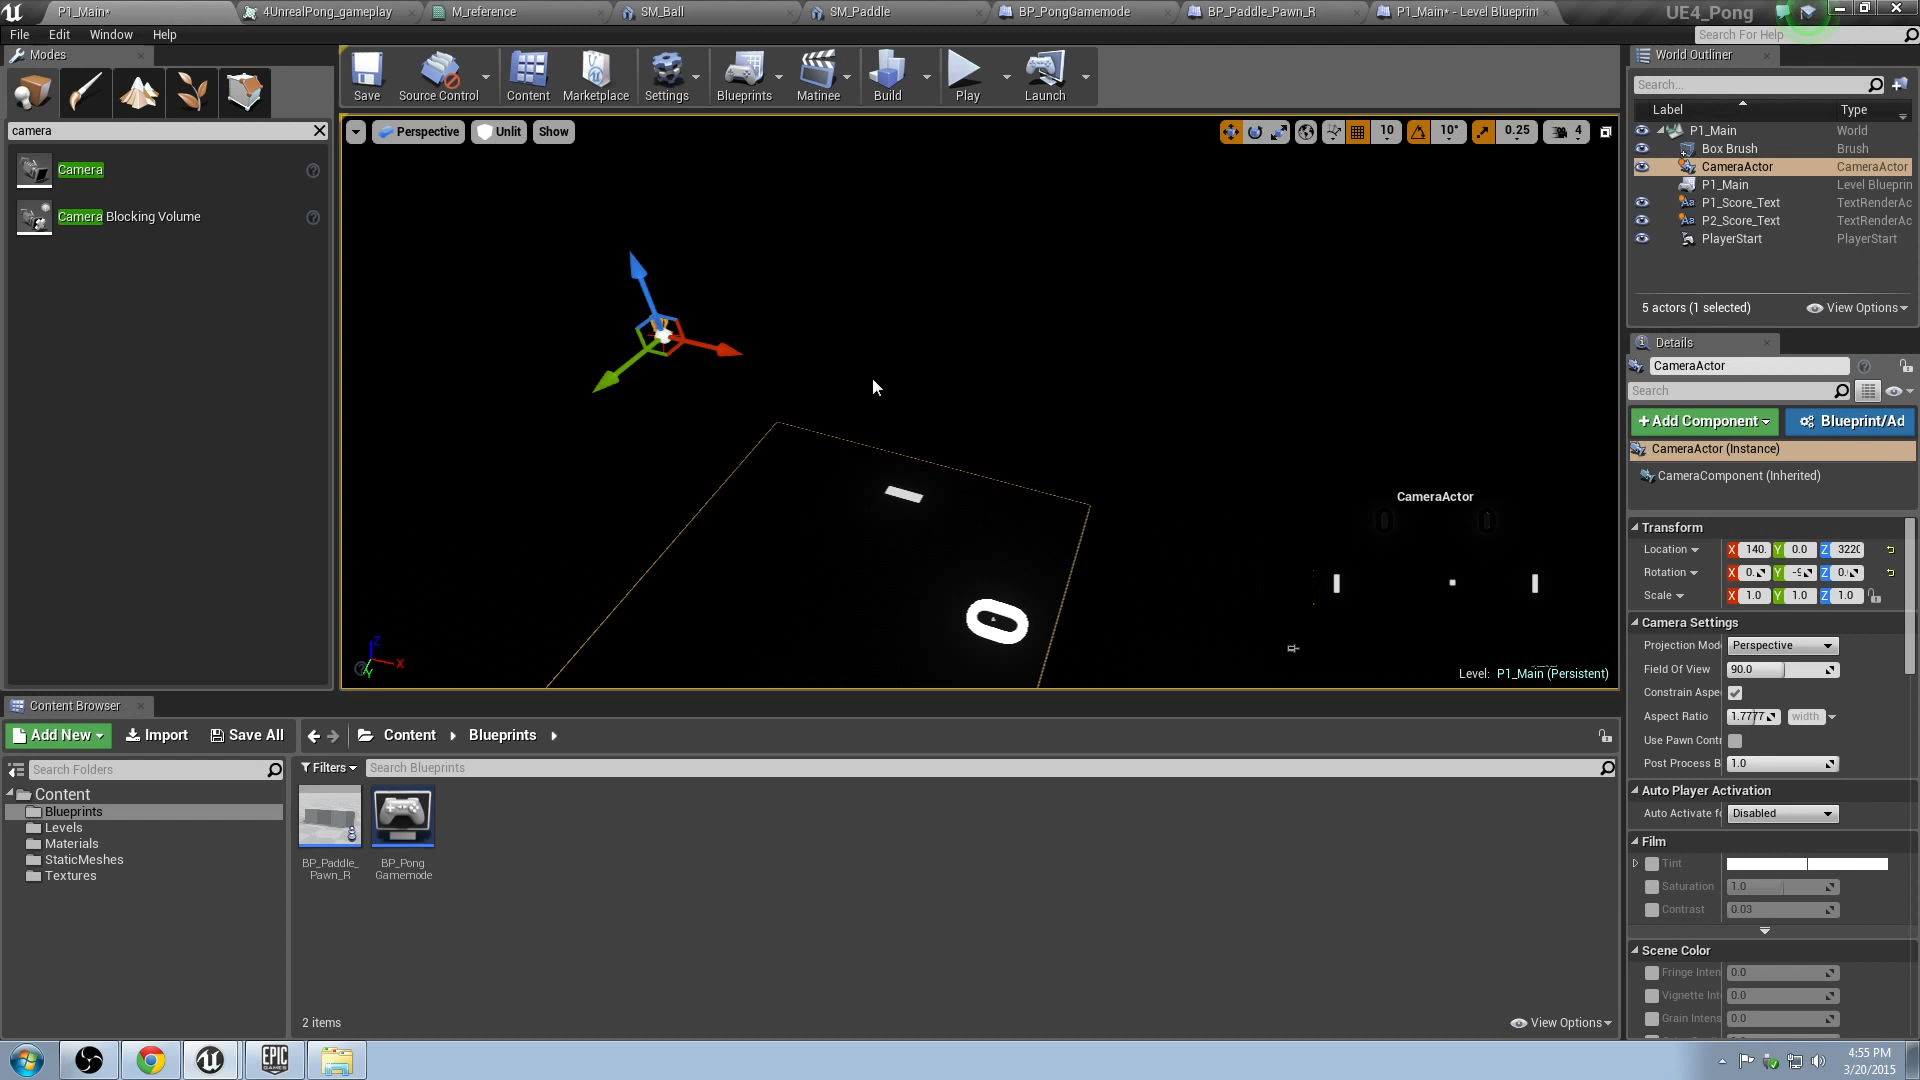 P1_Main*
4UnrealPong_gameplay
M_reference
SM_Ball
SM_Paddle
BP_PongGamemode
BP_Paddle_Pawn_R
P1_Main* - Level Blueprint
UE4_Pong
File
Edit
Window
Help
Search For Help
Modes
camera
Camera
Camera Blocking Volume
Save
Source Control
Content
Marketplace
Settings
Blueprints
Matinee
Build
Play
Launch
Perspective
Unlit
Show
10
10°
0.25
4
0
CameraActor
0 0
Level: P1_Main (Persistent)
Z
X
Y
World Outliner
Search...
Label Type
P1_Main World
Box Brush Brush
CameraActor CameraActor
P1_Main Level Blueprin
P1_Score_Text TextRenderAc
P2_Score_Text TextRenderAc
PlayerStart PlayerStart
5 actors (1 selected)
View Options
Details
CameraActor
Search
+Add Component
Blueprint/Ad
CameraActor (Instance)
CameraComponent (Inherited)
Transform
Location X 140. Y 0.0 Z 3220
Rotation X 0. Y -9 Z 0.
Scale X 1.0 Y 1.0 Z 1.0
Camera Settings
Projection Mod Perspective
Field Of View 90.0
Constrain Aspe
Aspect Ratio 1.7777 width
Use Pawn Contr
Post Process B 1.0
Auto Player Activation
Auto Activate fo Disabled
Film
Tint
Saturation 1.0
Contrast 0.03
Scene Color
Fringe Inten 0.0
Vignette Int 0.0
Grain Intens 0.0
Content Browser
Add New
Import
Save All
Content
Blueprints
Search Folders
Filters
Search Blueprints
Content
Blueprints
Levels
Materials
StaticMeshes
Textures
BP_Paddle_
Pawn_R
BP_Pong
Gamemode
2 items
View Options
EPIC
GAMES
4:55 PM
3/20/2015